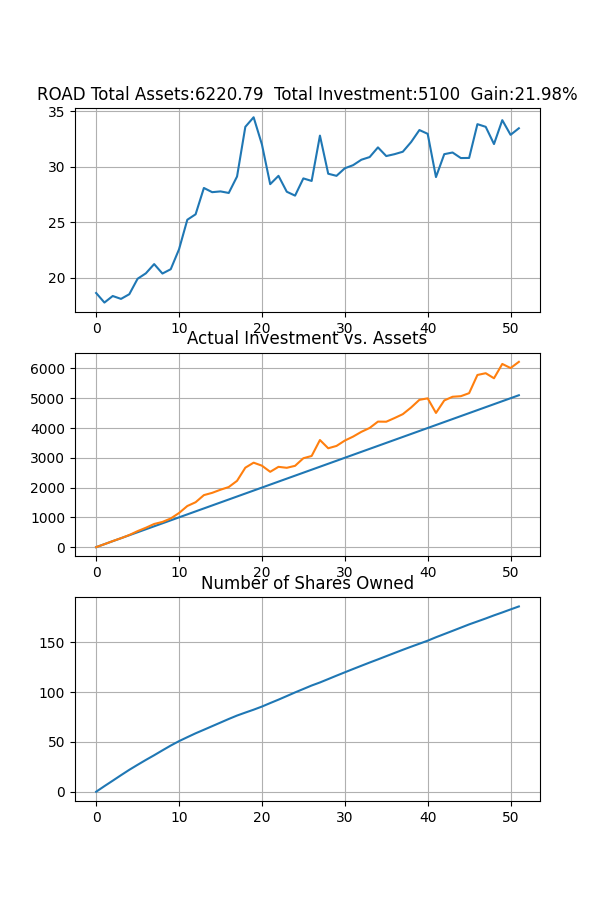 ROAD Total Assets:6220.79  Total Investment:5100  Gain:21.98%
35
30
25
20
0 10 20 30 40 50
Actual Investment vs. Assets
6000
5000
4000
3000
2000
1000
0
0 10 20 30 40 50
Number of Shares Owned
150
100
50
0
0 10 20 30 40 50